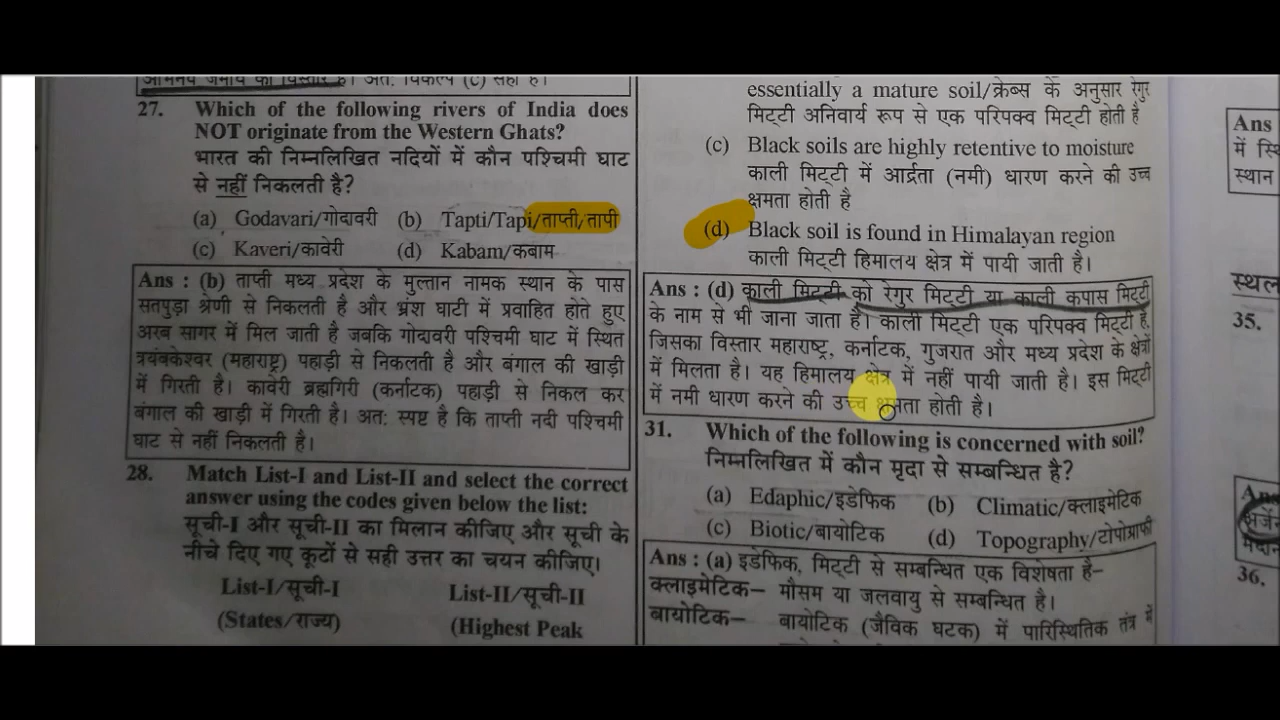 27. Which of the following rivers of India does
NOT originate from the Western Ghats?
भारत की निम्नलिखित नदियों में कौन पश्चिमी घाट
से नहीं निकलती है?
(a) Godavari/गोदावरी (b) Tapti/Tapi/ताप्ती/तापी
(c) Kaveri/कावेरी (d) Kabam/कबाम
Ans : (b) ताप्ती मध्य प्रदेश के मुल्तान नामक स्थान के पास
सतपुड़ा श्रेणी से निकलती है और भ्रंश घाटी में प्रवाहित होते हुए
अरब सागर में मिल जाती है जबकि गोदावरी पश्चिमी घाट में स्थित
त्रयंबकेश्वर (महाराष्ट्र) पहाड़ी से निकलती है और बंगाल की खाड़ी
में गिरती है। कावेरी ब्रह्मगिरी (कर्नाटक) पहाड़ी से निकल कर
बंगाल की खाड़ी में गिरती है। अत: स्पष्ट है कि ताप्ती नदी पश्चिमी
घाट से नहीं निकलती है।
28. Match List-I and List-II and select the correct
answer using the codes given below the list:
सूची-I और सूची-II का मिलान कीजिए और सूची के
नीचे दिए गए कूटों से सही उत्तर का चयन कीजिए।
List-I/सूची-I List-II/सूची-II
(States/राज्य) (Highest Peak
essentially a mature soil/क्रेब्स के अनुसार रेगुर
मिट्टी अनिवार्य रूप से एक परिपक्व मिट्टी होती है
(c) Black soils are highly retentive to moisture
काली मिट्टी में आर्द्रता (नमी) धारण करने की उच्च
क्षमता होती है
(d) Black soil is found in Himalayan region
काली मिट्टी हिमालय क्षेत्र में पायी जाती है।
Ans : (d) काली मिट्टी को रेगुर मिट्टी या काली कपास मिट्टी
के नाम से भी जाना जाता है। काली मिट्टी एक परिपक्व मिट्टी है,
जिसका विस्तार महाराष्ट्र, कर्नाटक, गुजरात और मध्य प्रदेश के क्षेत्रों
में मिलता है। यह हिमालय क्षेत्र में नहीं पायी जाती है। इस मिट्टी
में नमी धारण करने की उच्च क्षमता होती है।
31. Which of the following is concerned with soil?
निम्नलिखित में कौन मृदा से सम्बन्धित है?
(a) Edaphic/इडेफिक (b) Climatic/क्लाइमेटिक
(c) Biotic/बायोटिक (d) Topography/टोपोग्राफी
Ans : (a) इडेफिक, मिट्टी से सम्बन्धित एक विशेषता है–
क्लाइमेटिक– मौसम या जलवायु से सम्बन्धित है।
बायोटिक– बायोटिक (जैविक घटक) में पारिस्थितिक तंत्र में
Ans
में
स्थान
35.
36.